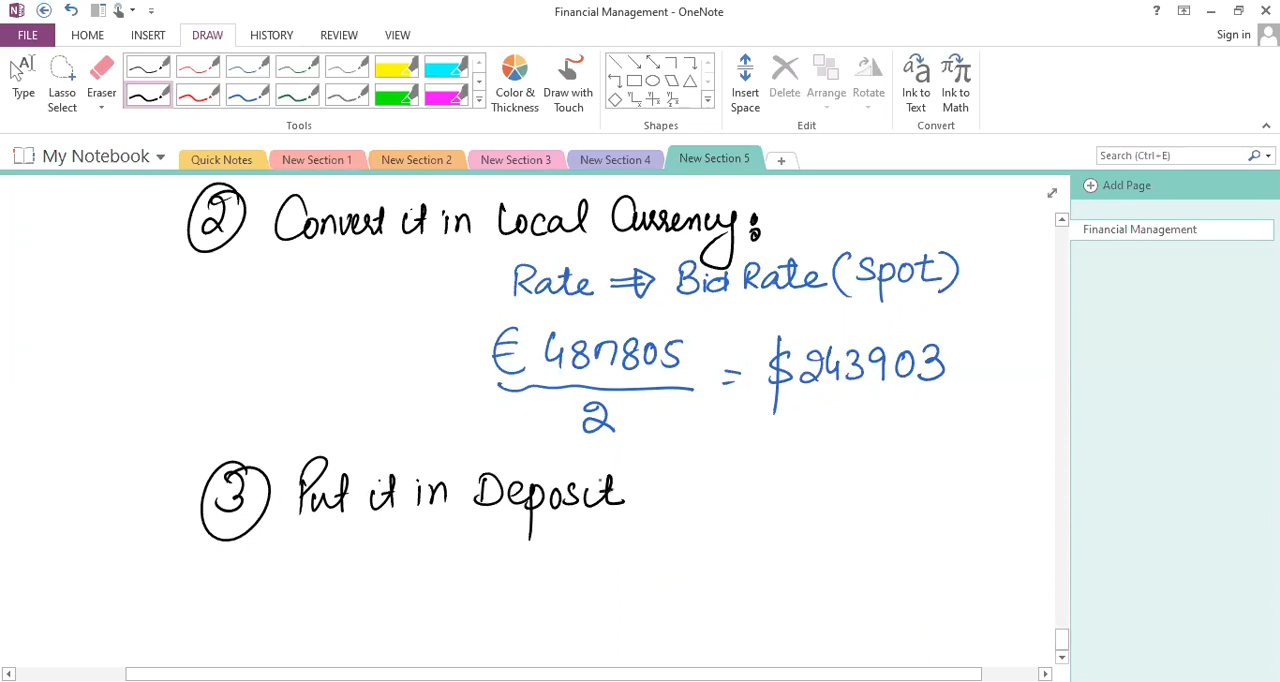 Financial Management - OneNote
?
FILE HOME INSERT DRAW HISTORY REVIEW VIEW Sign in
Type Lasso Select Eraser Color & Thickness Draw with Touch Insert Space Delete Arrange Rotate Ink to Text Ink to Math
Tools Shapes Edit Convert
My Notebook Quick Notes New Section 1 New Section 2 New Section 3 New Section 4 New Section 5 Search (Ctrl+E)
Add Page
Financial Management
2 Convert it in Local Currency:
Rate ⇒ Bid Rate (Spot)
€ 487805
2
= $243903
3 Put it in Deposit